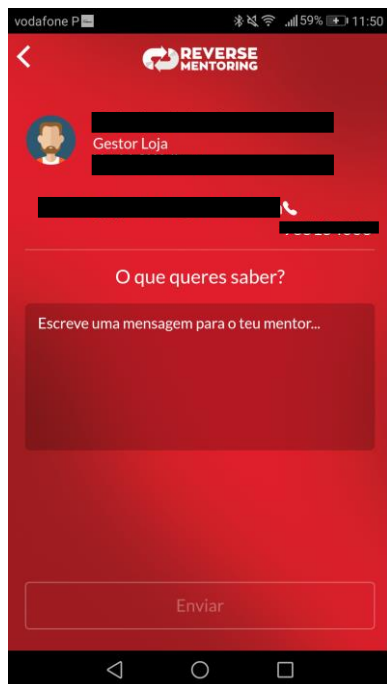 vodafone P
59% 11:50
REVERSE
MENTORING
Gestor Loja
O que queres saber?
Escreve uma mensagem para o teu mentor...
Enviar